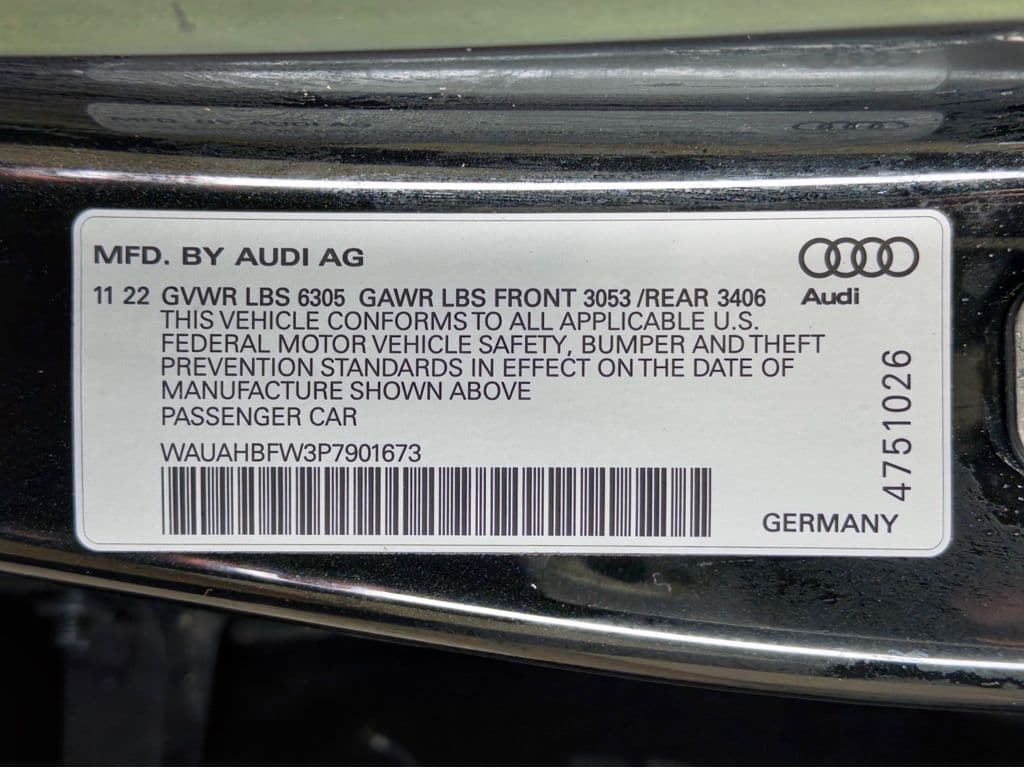 MFD. BY AUDI AG
Audi
11 22 GVWR LBS 6305 GAWR LBS FRONT 3053 /REAR 3406
THIS VEHICLE CONFORMS TO ALL APPLICABLE U.S.
FEDERAL MOTOR VEHICLE SAFETY, BUMPER AND THEFT
PREVENTION STANDARDS IN EFFECT ON THE DATE OF
MANUFACTURE SHOWN ABOVE
PASSENGER CAR
WAUAHBFW3P7901673
4751026
GERMANY